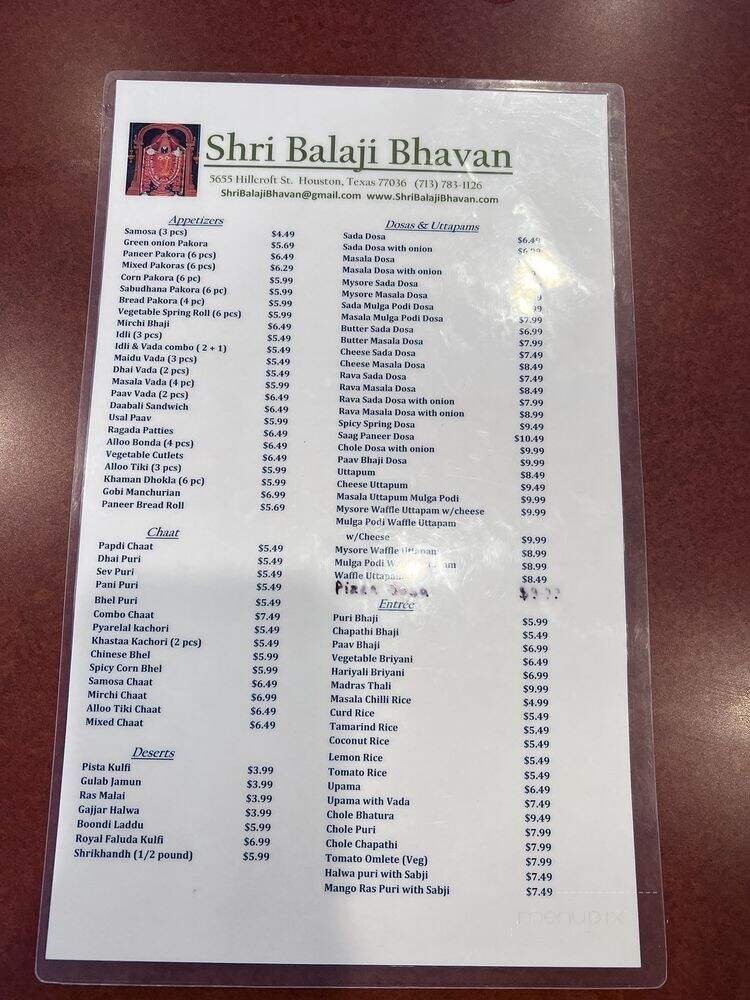 Shri Balaji Bhavan
5655 Hillcroft St. Houston, Texas 77036 (713) 783-1126
ShriBalajiBhavan@gmail.com www.ShriBalajiBhavan.com
Appetizers
Samosa (3 pcs) $4.49
Green onion Pakora $5.69
Paneer Pakora (6 pcs) $6.49
Mixed Pakoras (6 pcs) $6.29
Corn Pakora (6 pc) $5.99
Sabudhana Pakora (6 pc) $5.99
Bread Pakora (4 pc) $5.99
Vegetable Spring Roll (6 pcs) $5.99
Mirchi Bhaji $6.49
Idli (3 pcs) $5.49
Idli & Vada combo ( 2 + 1) $5.49
Maidu Vada (3 pcs) $5.49
Dhai Vada (2 pcs) $5.49
Masala Vada (4 pc) $5.99
Paav Vada (2 pcs) $6.49
Daabali Sandwich $6.49
Usal Paav $5.99
Ragada Patties $6.49
Alloo Bonda (4 pcs) $6.49
Vegetable Cutlets $6.49
Alloo Tiki (3 pcs) $5.99
Khaman Dhokla (6 pc) $5.99
Gobi Manchurian $6.99
Paneer Bread Roll $5.69
Chaat
Papdi Chaat $5.49
Dhai Puri $5.49
Sev Puri $5.49
Pani Puri $5.49
Bhel Puri $5.49
Combo Chaat $7.49
Pyarelal kachori $5.49
Khastaa Kachori (2 pcs) $5.49
Chinese Bhel $5.99
Spicy Corn Bhel $5.99
Samosa Chaat $6.49
Mirchi Chaat $6.99
Alloo Tiki Chaat $6.49
Mixed Chaat $6.49
Deserts
Pista Kulfi $3.99
Gulab Jamun $3.99
Ras Malai $3.99
Gajjar Halwa $3.99
Boondi Laddu $5.99
Royal Faluda Kulfi $6.99
Shrikhandh (1/2 pound) $5.99
Dosas & Uttapams
Sada Dosa $6.49
Sada Dosa with onion
Masala Dosa
Masala Dosa with onion
Mysore Sada Dosa
Mysore Masala Dosa
Sada Mulga Podi Dosa
Masala Mulga Podi Dosa $7.99
Butter Sada Dosa $6.99
Butter Masala Dosa $7.99
Cheese Sada Dosa $7.49
Cheese Masala Dosa $8.49
Rava Sada Dosa $7.49
Rava Masala Dosa $8.49
Rava Sada Dosa with onion $7.99
Rava Masala Dosa with onion $8.99
Spicy Spring Dosa $9.49
Saag Paneer Dosa $10.49
Chole Dosa with onion $9.99
Paav Bhaji Dosa $9.99
Uttapum $8.49
Cheese Uttapum $9.49
Masala Uttapum Mulga Podi $9.99
Mysore Waffle Uttapam w/cheese $9.99
Mulga Podi Waffle Uttapam
w/Cheese $9.99
Mysore Waffle Uttapan $8.99
Mulga Podi $8.99
Waffle Uttapam $8.49
Pizza Dosa
Entrée
Puri Bhaji $5.99
Chapathi Bhaji $5.49
Paav Bhaji $6.99
Vegetable Briyani $6.49
Hariyali Briyani $6.99
Madras Thali $9.99
Masala Chilli Rice $4.99
Curd Rice $5.49
Tamarind Rice $5.49
Coconut Rice $5.49
Lemon Rice $5.49
Tomato Rice $5.49
Upama $6.49
Upama with Vada $7.49
Chole Bhatura $9.49
Chole Puri $7.99
Chole Chapathi $7.99
Tomato Omlete (Veg) $7.99
Halwa puri with Sabji $7.49
Mango Ras Puri with Sabji $7.49
menupix